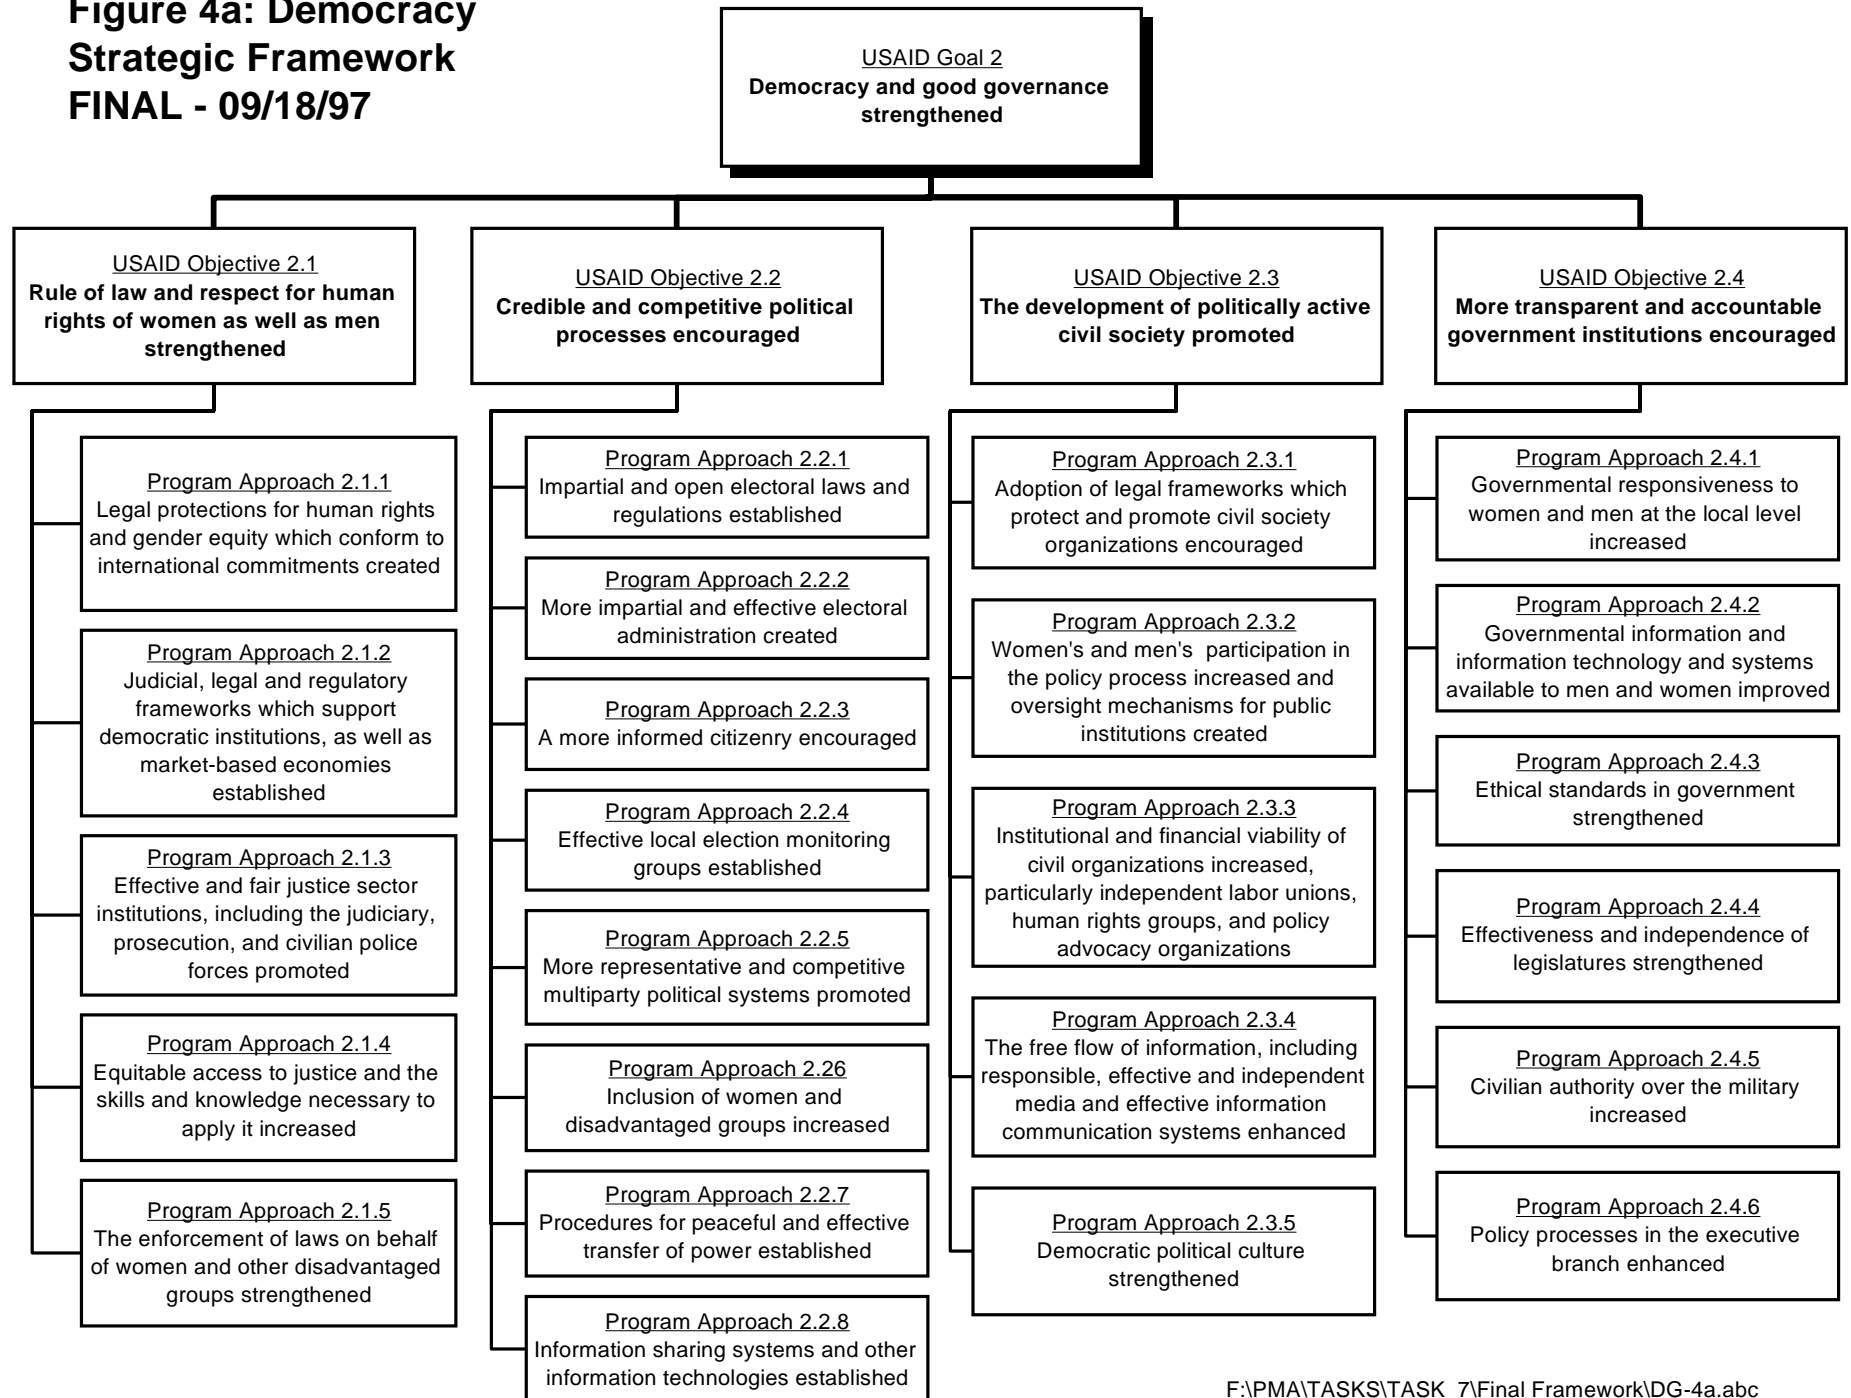 Figure 4a: Democracy
Strategic Framework
FINAL - 09/18/97
USAID Goal 2
Democracy and good governance
strengthened
USAID Objective 2.1
Rule of law and respect for human
rights of women as well as men
strengthened
Program Approach 2.1.1
Legal protections for human rights
and gender equity which conform to
international commitments created
Program Approach 2.1.2
Judicial, legal and regulatory
frameworks which support
democratic institutions, as well as
market-based economies
established
Program Approach 2.1.3
Effective and fair justice sector
institutions, including the judiciary,
prosecution, and civilian police
forces promoted
Program Approach 2.1.4
Equitable access to justice and the
skills and knowledge necessary to
apply it increased
Program Approach 2.1.5
The enforcement of laws on behalf
of women and other disadvantaged
groups strengthened
USAID Objective 2.2
Credible and competitive political
processes encouraged
Program Approach 2.2.1
Impartial and open electoral laws and
regulations established
Program Approach 2.2.2
More impartial and effective electoral
administration created
Program Approach 2.2.3
A more informed citizenry encouraged
Program Approach 2.2.4
Effective local election monitoring
groups established
Program Approach 2.2.5
More representative and competitive
multiparty political systems promoted
Program Approach 2.26
Inclusion of women and
disadvantaged groups increased
Program Approach 2.2.7
Procedures for peaceful and effective
transfer of power established
Program Approach 2.2.8
Information sharing systems and other
information technologies established
USAID Objective 2.3
The development of politically active
civil society promoted
Program Approach 2.3.1
Adoption of legal frameworks which
protect and promote civil society
organizations encouraged
Program Approach 2.3.2
Women's and men's  participation in
the policy process increased and
oversight mechanisms for public
institutions created
Program Approach 2.3.3
Institutional and financial viability of
civil organizations increased,
particularly independent labor unions,
human rights groups, and policy
advocacy organizations
Program Approach 2.3.4
The free flow of information, including
responsible, effective and independent
media and effective information
communication systems enhanced
Program Approach 2.3.5
Democratic political culture
strengthened
USAID Objective 2.4
More transparent and accountable
government institutions encouraged
Program Approach 2.4.1
Governmental responsiveness to
women and men at the local level
increased
Program Approach 2.4.2
Governmental information and
information technology and systems
available to men and women improved
Program Approach 2.4.3
Ethical standards in government
strengthened
Program Approach 2.4.4
Effectiveness and independence of
legislatures strengthened
Program Approach 2.4.5
Civilian authority over the military
increased
Program Approach 2.4.6
Policy processes in the executive
branch enhanced
F:\PMA\TASKS\TASK_7\Final Framework\DG-4a.abc